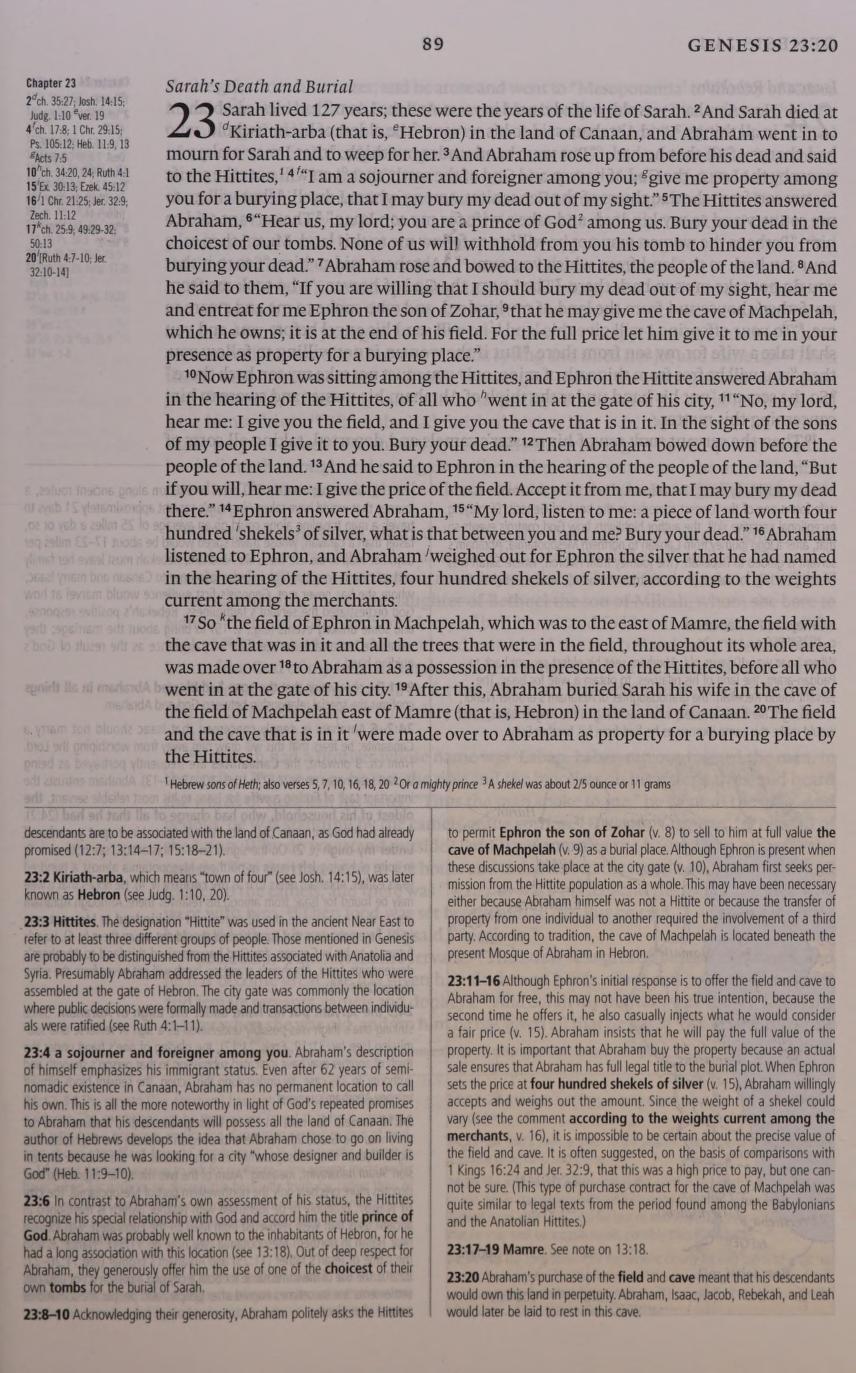 89
GENESIS 23:20
Chapter 23
2ᵈch. 35:27; Josh. 14:15;
Judg. 1:10 ᵉver. 19
4ᶠch. 17:8; 1 Chr. 29:15;
Ps. 105:12; Heb. 11:9, 13
ᵍActs 7:5
10ʰch. 34:20, 24; Ruth 4:1
15ⁱEx. 30:13; Ezek. 45:12
16ʲ1 Chr. 21:25; Jer. 32:9;
Zech. 11:12
17ᵏch. 25:9; 49:29-32;
50:13
20ˡ[Ruth 4:7-10; Jer.
32:10-14]
Sarah's Death and Burial
23 Sarah lived 127 years; these were the years of the life of Sarah. ²And Sarah died at
ᵈKiriath-arba (that is, ᵉHebron) in the land of Canaan, and Abraham went in to
mourn for Sarah and to weep for her. ³And Abraham rose up from before his dead and said
to the Hittites,¹ ⁴ᶠ“I am a sojourner and foreigner among you; ᵍgive me property among
you for a burying place, that I may bury my dead out of my sight.” ⁵The Hittites answered
Abraham, ⁶“Hear us, my lord; you are a prince of God² among us. Bury your dead in the
choicest of our tombs. None of us will withhold from you his tomb to hinder you from
burying your dead.” ⁷Abraham rose and bowed to the Hittites, the people of the land. ⁸And
he said to them, “If you are willing that I should bury my dead out of my sight, hear me
and entreat for me Ephron the son of Zohar, ⁹that he may give me the cave of Machpelah,
which he owns; it is at the end of his field. For the full price let him give it to me in your
presence as property for a burying place.”
¹⁰Now Ephron was sitting among the Hittites, and Ephron the Hittite answered Abraham
in the hearing of the Hittites, of all who ʰwent in at the gate of his city, ¹¹“No, my lord,
hear me: I give you the field, and I give you the cave that is in it. In the sight of the sons
of my people I give it to you. Bury your dead.” ¹²Then Abraham bowed down before the
people of the land. ¹³And he said to Ephron in the hearing of the people of the land, “But
if you will, hear me: I give the price of the field. Accept it from me, that I may bury my dead
there.” ¹⁴Ephron answered Abraham, ¹⁵“My lord, listen to me: a piece of land worth four
hundred ⁱshekels³ of silver, what is that between you and me? Bury your dead.” ¹⁶Abraham
listened to Ephron, and Abraham ʲweighed out for Ephron the silver that he had named
in the hearing of the Hittites, four hundred shekels of silver, according to the weights
current among the merchants.
¹⁷So ᵏthe field of Ephron in Machpelah, which was to the east of Mamre, the field with
the cave that was in it and all the trees that were in the field, throughout its whole area,
was made over ¹⁸to Abraham as a possession in the presence of the Hittites, before all who
went in at the gate of his city. ¹⁹After this, Abraham buried Sarah his wife in the cave of
the field of Machpelah east of Mamre (that is, Hebron) in the land of Canaan. ²⁰The field
and the cave that is in it ˡwere made over to Abraham as property for a burying place by
the Hittites.
¹ Hebrew sons of Heth; also verses 5, 7, 10, 16, 18, 20 ² Or a mighty prince ³ A shekel was about 2/5 ounce or 11 grams
descendants are to be associated with the land of Canaan, as God had already
promised (12:7; 13:14–17; 15:18–21).
23:2 Kiriath-arba, which means “town of four” (see Josh. 14:15), was later
known as Hebron (see Judg. 1:10, 20).
23:3 Hittites. The designation “Hittite” was used in the ancient Near East to
refer to at least three different groups of people. Those mentioned in Genesis
are probably to be distinguished from the Hittites associated with Anatolia and
Syria. Presumably Abraham addressed the leaders of the Hittites who were
assembled at the gate of Hebron. The city gate was commonly the location
where public decisions were formally made and transactions between individu-
als were ratified (see Ruth 4:1–11).
23:4 a sojourner and foreigner among you. Abraham's description
of himself emphasizes his immigrant status. Even after 62 years of semi-
nomadic existence in Canaan, Abraham has no permanent location to call
his own. This is all the more noteworthy in light of God's repeated promises
to Abraham that his descendants will possess all the land of Canaan. The
author of Hebrews develops the idea that Abraham chose to go on living
in tents because he was looking for a city “whose designer and builder is
God” (Heb. 11:9–10).
23:6 In contrast to Abraham's own assessment of his status, the Hittites
recognize his special relationship with God and accord him the title prince of
God. Abraham was probably well known to the inhabitants of Hebron, for he
had a long association with this location (see 13:18). Out of deep respect for
Abraham, they generously offer him the use of one of the choicest of their
own tombs for the burial of Sarah.
23:8–10 Acknowledging their generosity, Abraham politely asks the Hittites
to permit Ephron the son of Zohar (v. 8) to sell to him at full value the
cave of Machpelah (v. 9) as a burial place. Although Ephron is present when
these discussions take place at the city gate (v. 10), Abraham first seeks per-
mission from the Hittite population as a whole. This may have been necessary
either because Abraham himself was not a Hittite or because the transfer of
property from one individual to another required the involvement of a third
party. According to tradition, the cave of Machpelah is located beneath the
present Mosque of Abraham in Hebron.
23:11–16 Although Ephron's initial response is to offer the field and cave to
Abraham for free, this may not have been his true intention, because the
second time he offers it, he also casually injects what he would consider
a fair price (v. 15). Abraham insists that he will pay the full value of the
property. It is important that Abraham buy the property because an actual
sale ensures that Abraham has full legal title to the burial plot. When Ephron
sets the price at four hundred shekels of silver (v. 15), Abraham willingly
accepts and weighs out the amount. Since the weight of a shekel could
vary (see the comment according to the weights current among the
merchants, v. 16), it is impossible to be certain about the precise value of
the field and cave. It is often suggested, on the basis of comparisons with
1 Kings 16:24 and Jer. 32:9, that this was a high price to pay, but one can-
not be sure. (This type of purchase contract for the cave of Machpelah was
quite similar to legal texts from the period found among the Babylonians
and the Anatolian Hittites.)
23:17–19 Mamre. See note on 13:18.
23:20 Abraham's purchase of the field and cave meant that his descendants
would own this land in perpetuity. Abraham, Isaac, Jacob, Rebekah, and Leah
would later be laid to rest in this cave.